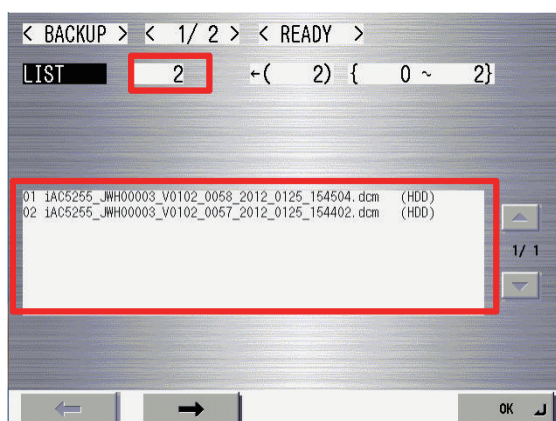 < BACKUP > < 1/ 2 > < READY >
LIST 2 ←( 2) { 0 ~ 2}
01 iAC5255_JWH00003_V0102_0058_2012_0125_154504.dcm (HDD)
02 iAC5255_JWH00003_V0102_0057_2012_0125_154402.dcm (HDD)
1/ 1
OK